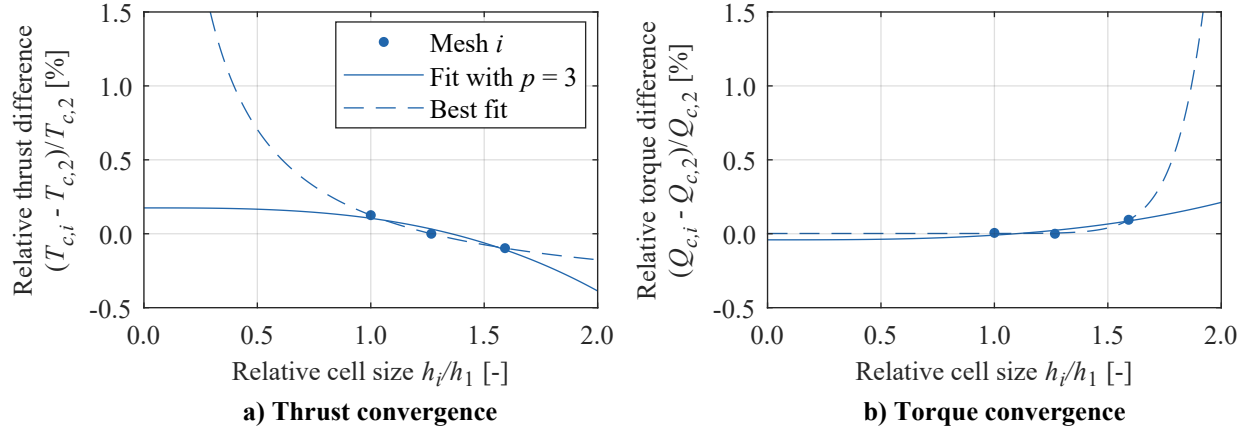 Relative thrust difference
(T_{c,i} - T_{c,2})/T_{c,2} [%]
1.5
1.0
0.5
0.0
-0.5
Mesh i
Fit with p = 3
Best fit
0.0 0.5 1.0 1.5 2.0
Relative cell size h_i/h_1 [-]
a) Thrust convergence
Relative torque difference
(Q_{c,i} - Q_{c,2})/Q_{c,2} [%]
1.5
1.0
0.5
0.0
-0.5
0.0 0.5 1.0 1.5 2.0
Relative cell size h_i/h_1 [-]
b) Torque convergence